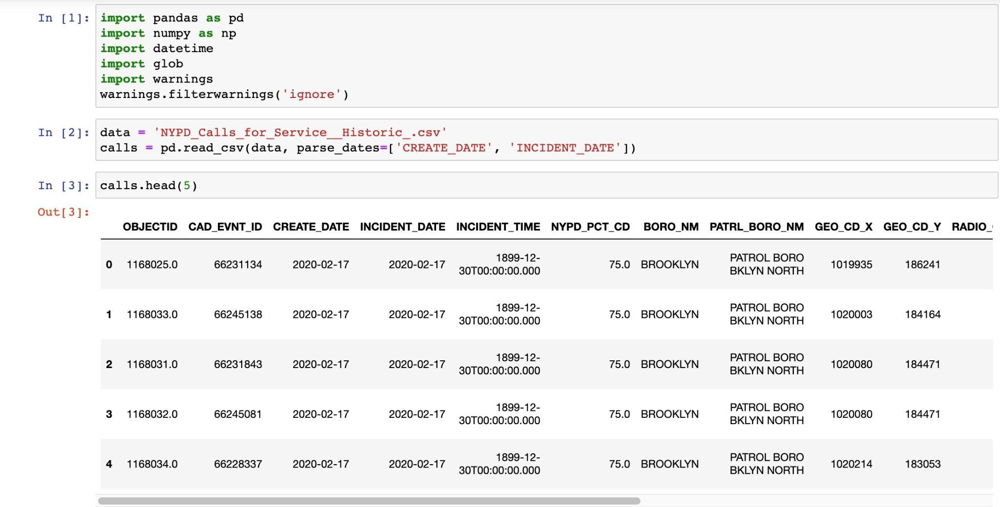 In [1]: import pandas as pd
import numpy as np
import datetime
import glob
import warnings
warnings.filterwarnings('ignore')
In [2]: data = 'NYPD_Calls_for_Service__Historic_.csv'
calls = pd.read_csv(data, parse_dates=['CREATE_DATE', 'INCIDENT_DATE'])
In [3]: calls.head(5)
Out[3]:
OBJECTID CAD_EVNT_ID CREATE_DATE INCIDENT_DATE INCIDENT_TIME NYPD_PCT_CD BORO_NM PATRL_BORO_NM GEO_CD_X GEO_CD_Y RADIO_
0 1168025.0 66231134 2020-02-17 2020-02-17 1899-12-30T00:00:00.000 75.0 BROOKLYN PATROL BORO BKLYN NORTH 1019935 186241
1 1168033.0 66245138 2020-02-17 2020-02-17 1899-12-30T00:00:00.000 75.0 BROOKLYN PATROL BORO BKLYN NORTH 1020003 184164
2 1168031.0 66231843 2020-02-17 2020-02-17 1899-12-30T00:00:00.000 75.0 BROOKLYN PATROL BORO BKLYN NORTH 1020080 184471
3 1168032.0 66245081 2020-02-17 2020-02-17 1899-12-30T00:00:00.000 75.0 BROOKLYN PATROL BORO BKLYN NORTH 1020080 184471
4 1168034.0 66228337 2020-02-17 2020-02-17 1899-12-30T00:00:00.000 75.0 BROOKLYN PATROL BORO BKLYN NORTH 1020214 183053